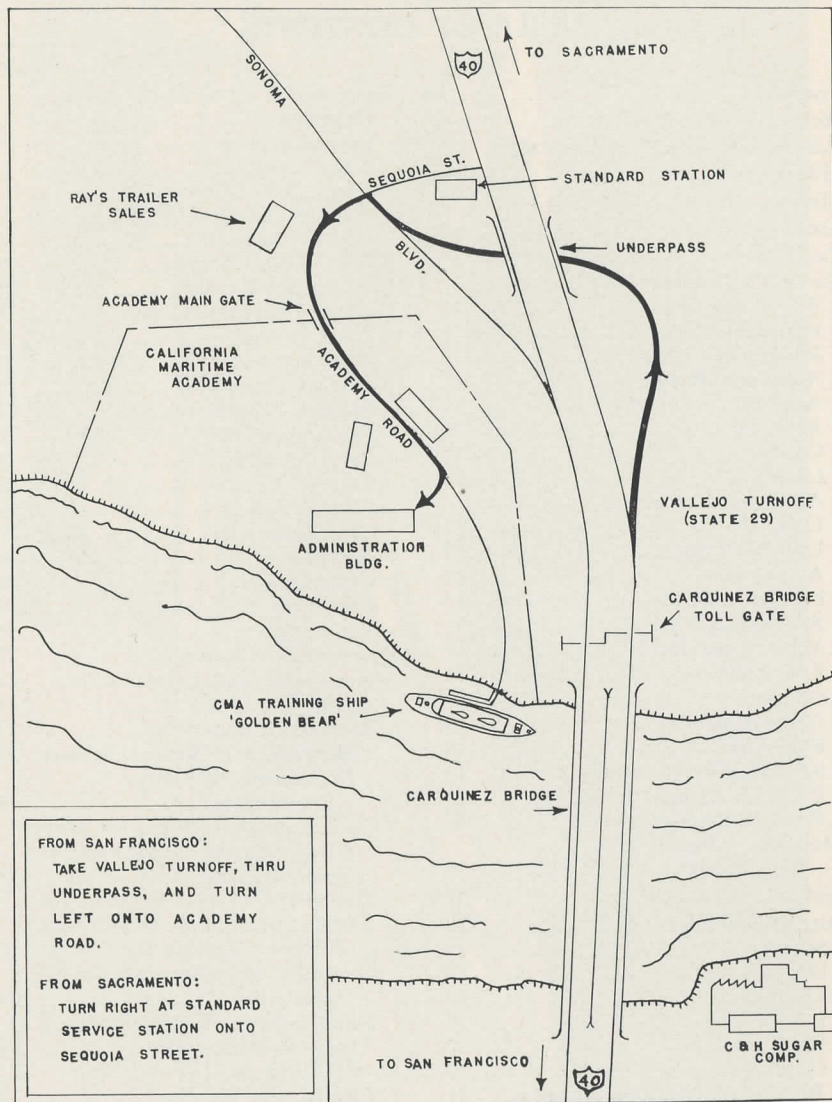 SONOMA
BLVD.
40
TO SACRAMENTO
SEQUOIA ST.
STANDARD STATION
RAY'S TRAILER
SALES
UNDERPASS
ACADEMY MAIN GATE
CALIFORNIA
MARITIME
ACADEMY
ACADEMY
ROAD
VALLEJO TURNOFF
(STATE 29)
ADMINISTRATION
BLDG.
CARQUINEZ BRIDGE
TOLL GATE
CMA TRAINING SHIP
'GOLDEN BEAR'
CARQUINEZ BRIDGE
FROM SAN FRANCISCO:
TAKE VALLEJO TURNOFF, THRU
UNDERPASS, AND TURN
LEFT ONTO ACADEMY
ROAD.
FROM SACRAMENTO:
TURN RIGHT AT STANDARD
SERVICE STATION ONTO
SEQUOIA STREET.
TO SAN FRANCISCO
40
C & H SUGAR
COMP.